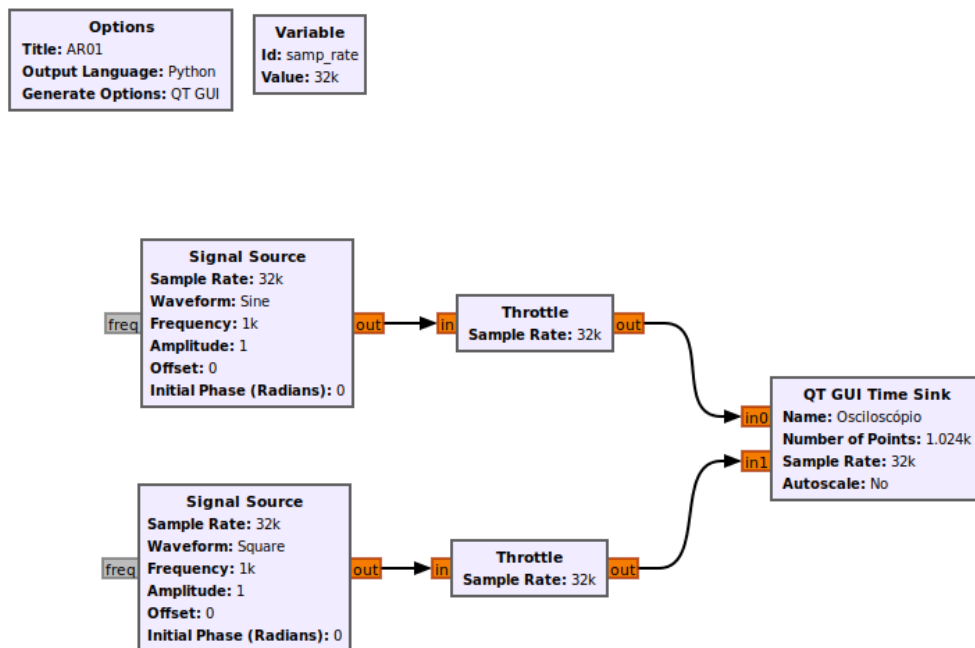 Options
Title: AR01
Output Language: Python
Generate Options: QT GUI
Variable
Id: samp_rate
Value: 32k
Signal Source
Sample Rate: 32k
Waveform: Sine
Frequency: 1k
Amplitude: 1
Offset: 0
Initial Phase (Radians): 0
freq
out
in
Throttle
Sample Rate: 32k
out
Signal Source
Sample Rate: 32k
Waveform: Square
Frequency: 1k
Amplitude: 1
Offset: 0
Initial Phase (Radians): 0
freq
out
in
Throttle
Sample Rate: 32k
out
in0
in1
QT GUI Time Sink
Name: Osciloscópio
Number of Points: 1.024k
Sample Rate: 32k
Autoscale: No